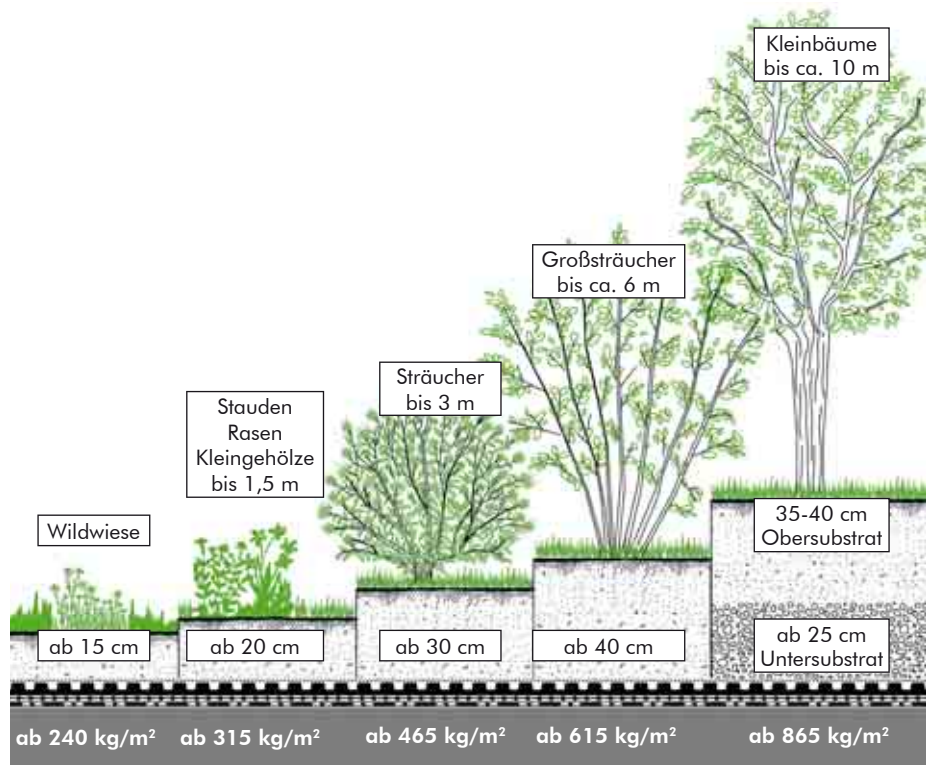 Kleinbäume
bis ca. 10 m
Großsträucher
bis ca. 6 m
Sträucher
bis 3 m
Stauden
Rasen
Kleingehölze
bis 1,5 m
Wildwiese
35-40 cm
Obersubstrat
ab 15 cm
ab 20 cm
ab 30 cm
ab 40 cm
ab 25 cm
Untersubstrat
ab 240 kg/m²
ab 315 kg/m²
ab 465 kg/m²
ab 615 kg/m²
ab 865 kg/m²